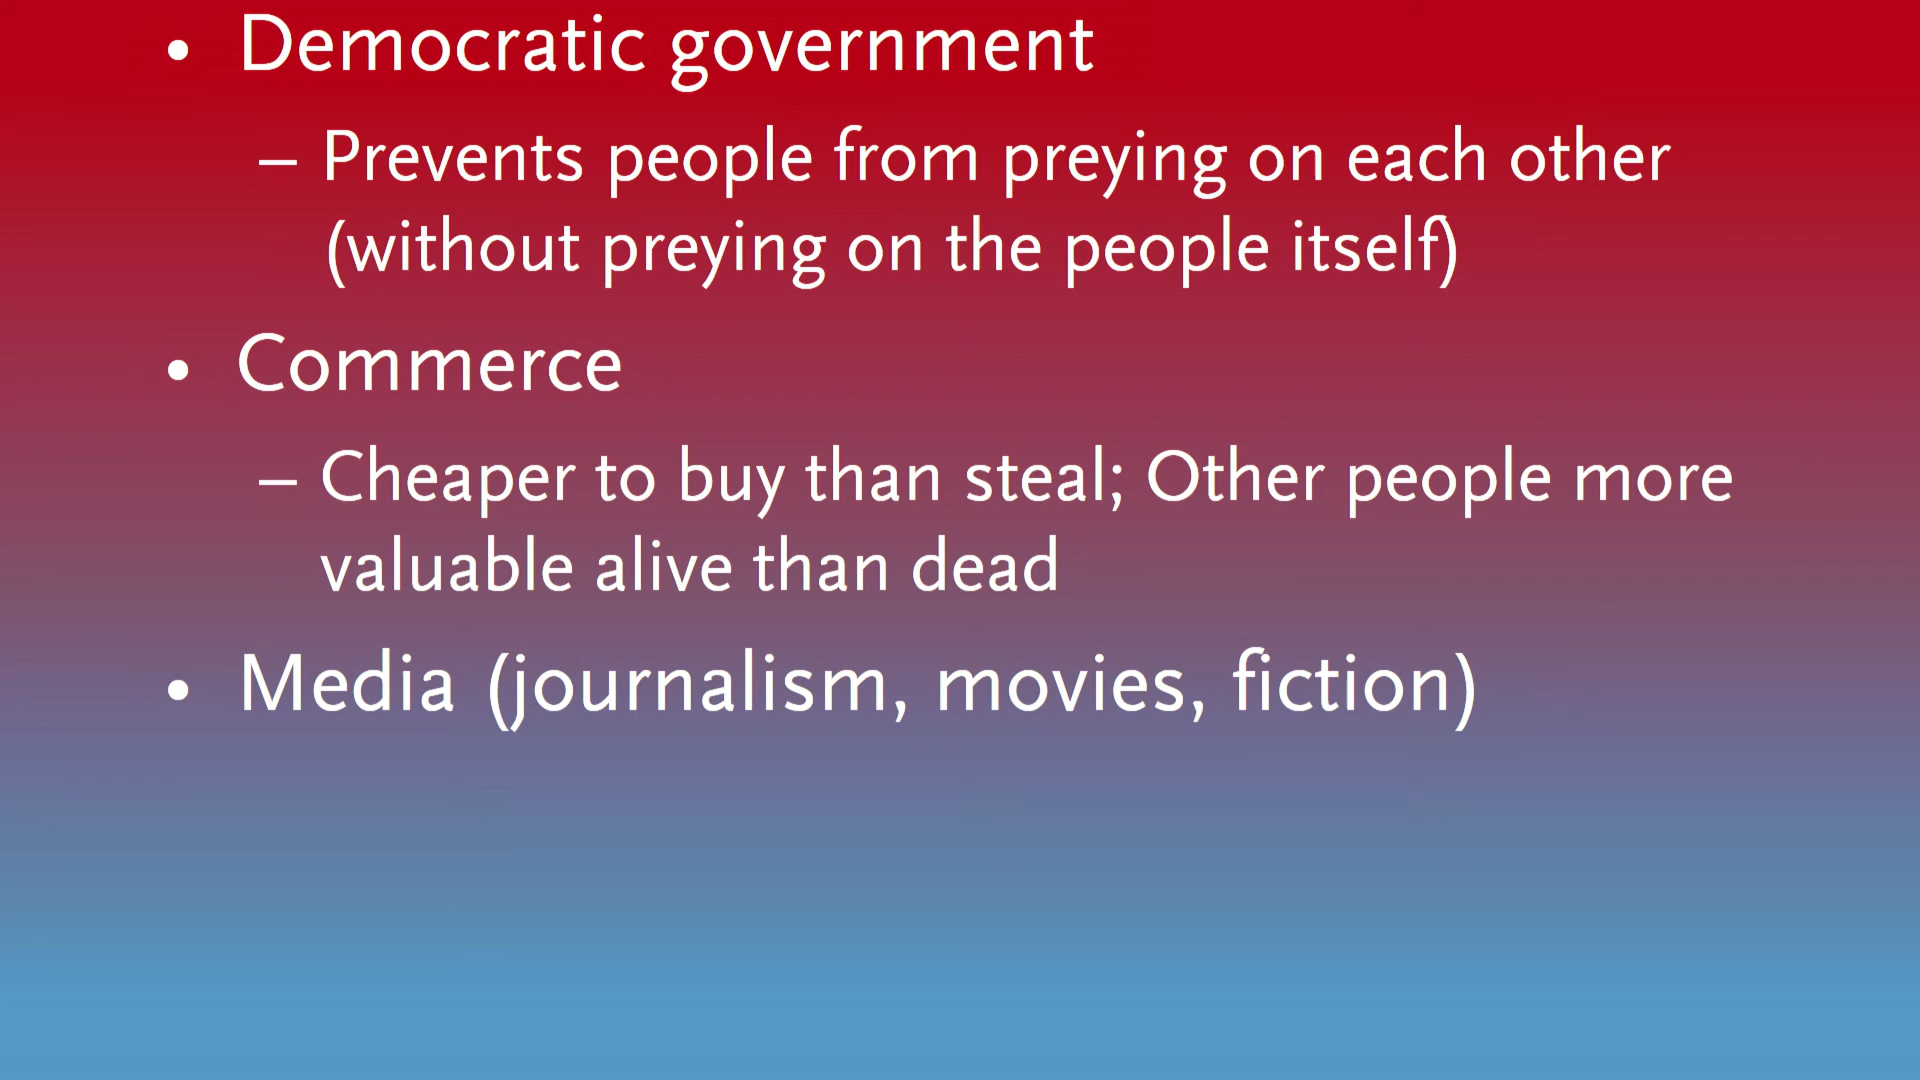 • Democratic government
– Prevents people from preying on each other
(without preying on the people itself)
• Commerce
– Cheaper to buy than steal; Other people more
valuable alive than dead
• Media (journalism, movies, fiction)